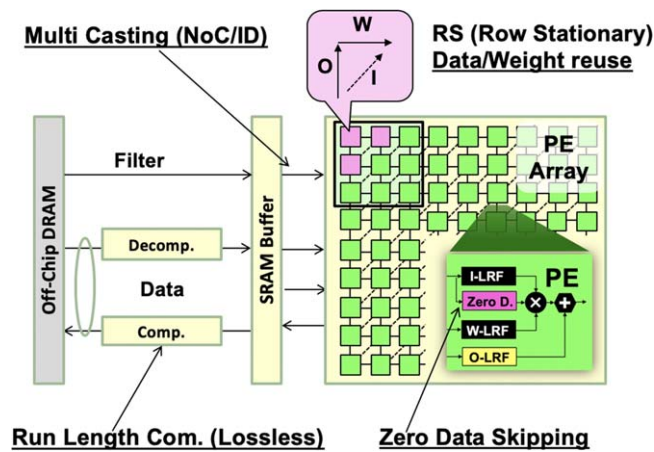 Multi Casting (NoC/ID)
W
O
I
RS (Row Stationary)
Data/Weight reuse
Off-Chip DRAM
Filter
Decomp.
Data
Comp.
SRAM Buffer
PE
Array
I-LRF
PE
Zero D.
×
+
W-LRF
O-LRF
Run Length Com. (Lossless)
Zero Data Skipping